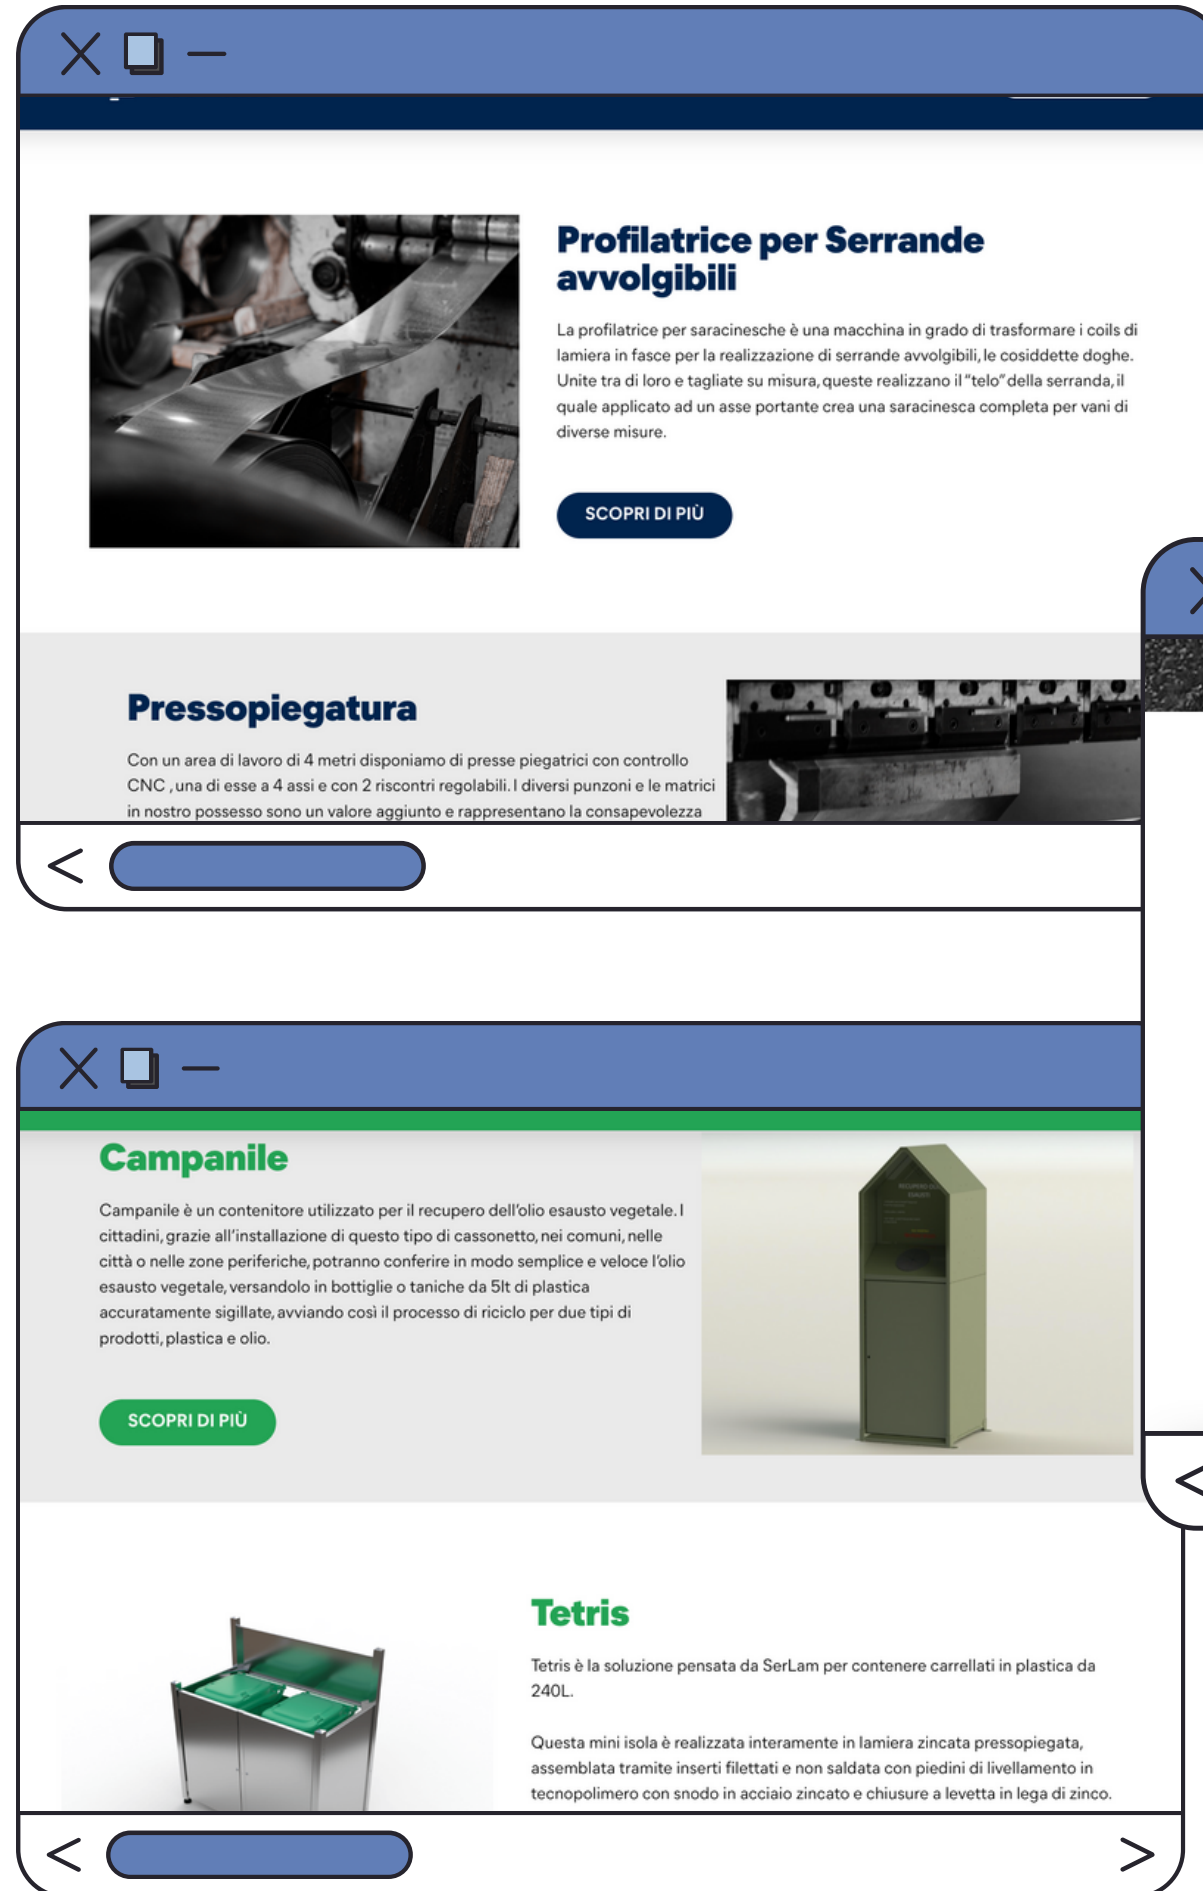 Profilatrice per Serrande
avvolgibili
La profilatrice per saracinesche è una macchina in grado di trasformare i coils di
lamiera in fasce per la realizzazione di serrande avvolgibili, le cosiddette doghe.
Unite tra di loro e tagliate su misura, queste realizzano il "telo" della serranda, il
quale applicato ad un asse portante crea una saracinesca completa per vani di
diverse misure.
SCOPRI DI PIÙ
Pressopiegatura
Con un area di lavoro di 4 metri disponiamo di presse piegatrici con controllo
CNC , una di esse a 4 assi e con 2 riscontri regolabili. I diversi punzoni e le matrici
in nostro possesso sono un valore aggiunto e rappresentano la consapevolezza
Campanile
Campanile è un contenitore utilizzato per il recupero dell'olio esausto vegetale. I
cittadini, grazie all'installazione di questo tipo di cassonetto, nei comuni, nelle
città o nelle zone periferiche, potranno conferire in modo semplice e veloce l'olio
esausto vegetale, versandolo in bottiglie o taniche da 5lt di plastica
accuratamente sigillate, avviando così il processo di riciclo per due tipi di
prodotti, plastica e olio.
SCOPRI DI PIÙ
Tetris
Tetris è la soluzione pensata da SerLam per contenere carrellati in plastica da
240L.
Questa mini isola è realizzata interamente in lamiera zincata pressopiegata,
assemblata tramite inserti filettati e non saldata con piedini di livellamento in
tecnopolimero con snodo in acciaio zincato e chiusure a levetta in lega di zinco.